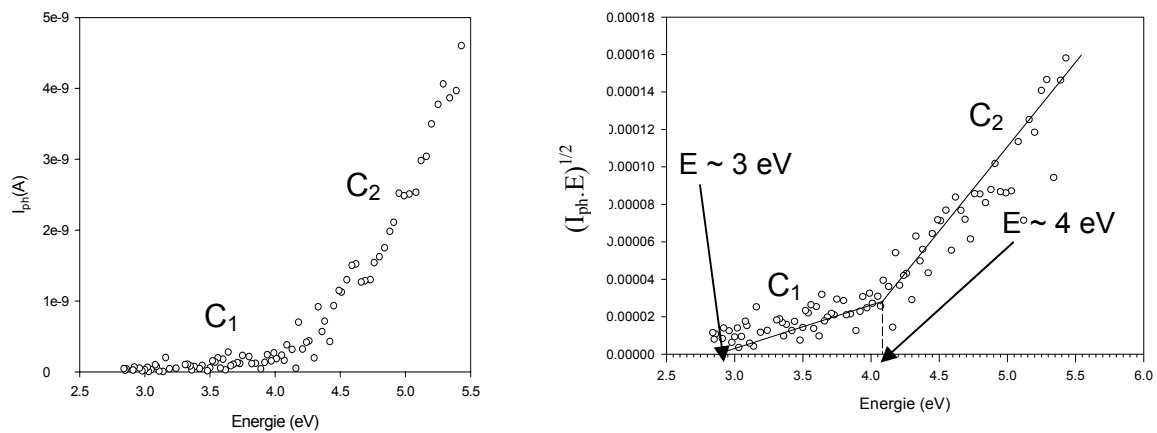 5e-9
4e-9
3e-9
2e-9
1e-9
0
I_ph(A)
C₁
C₂
2.5 3.0 3.5 4.0 4.5 5.0 5.5
Energie (eV)
0.00018
0.00016
0.00014
0.00012
0.00010
0.00008
0.00006
0.00004
0.00002
0.00000
(I_ph.E)^1/2
E ~ 3 eV
C₂
E ~ 4 eV
C₁
2.5 3.0 3.5 4.0 4.5 5.0 5.5 6.0
Energie (eV)